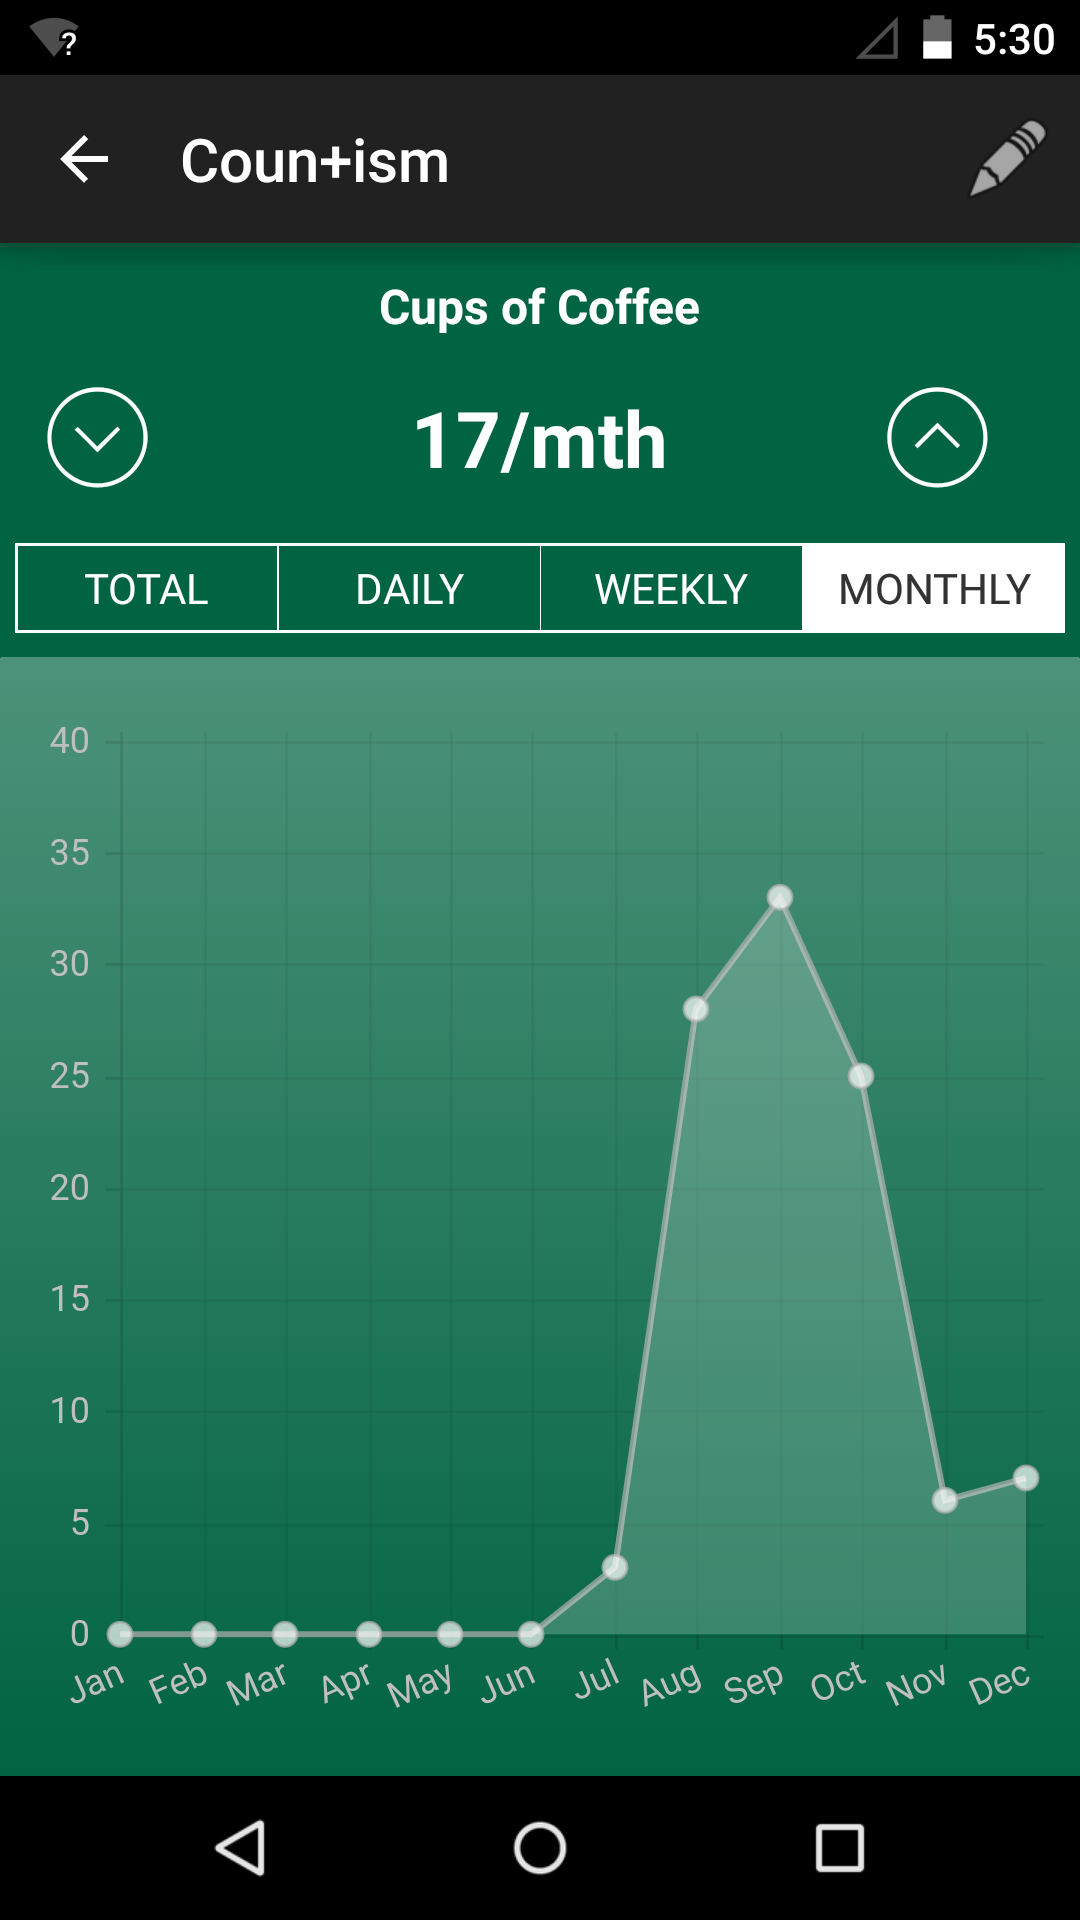 ?
5:30
Coun+ism
Cups of Coffee
17/mth
TOTAL DAILY WEEKLY MONTHLY
40
35
30
25
20
15
10
5
0
Jan Feb Mar Apr May Jun Jul Aug Sep Oct Nov Dec